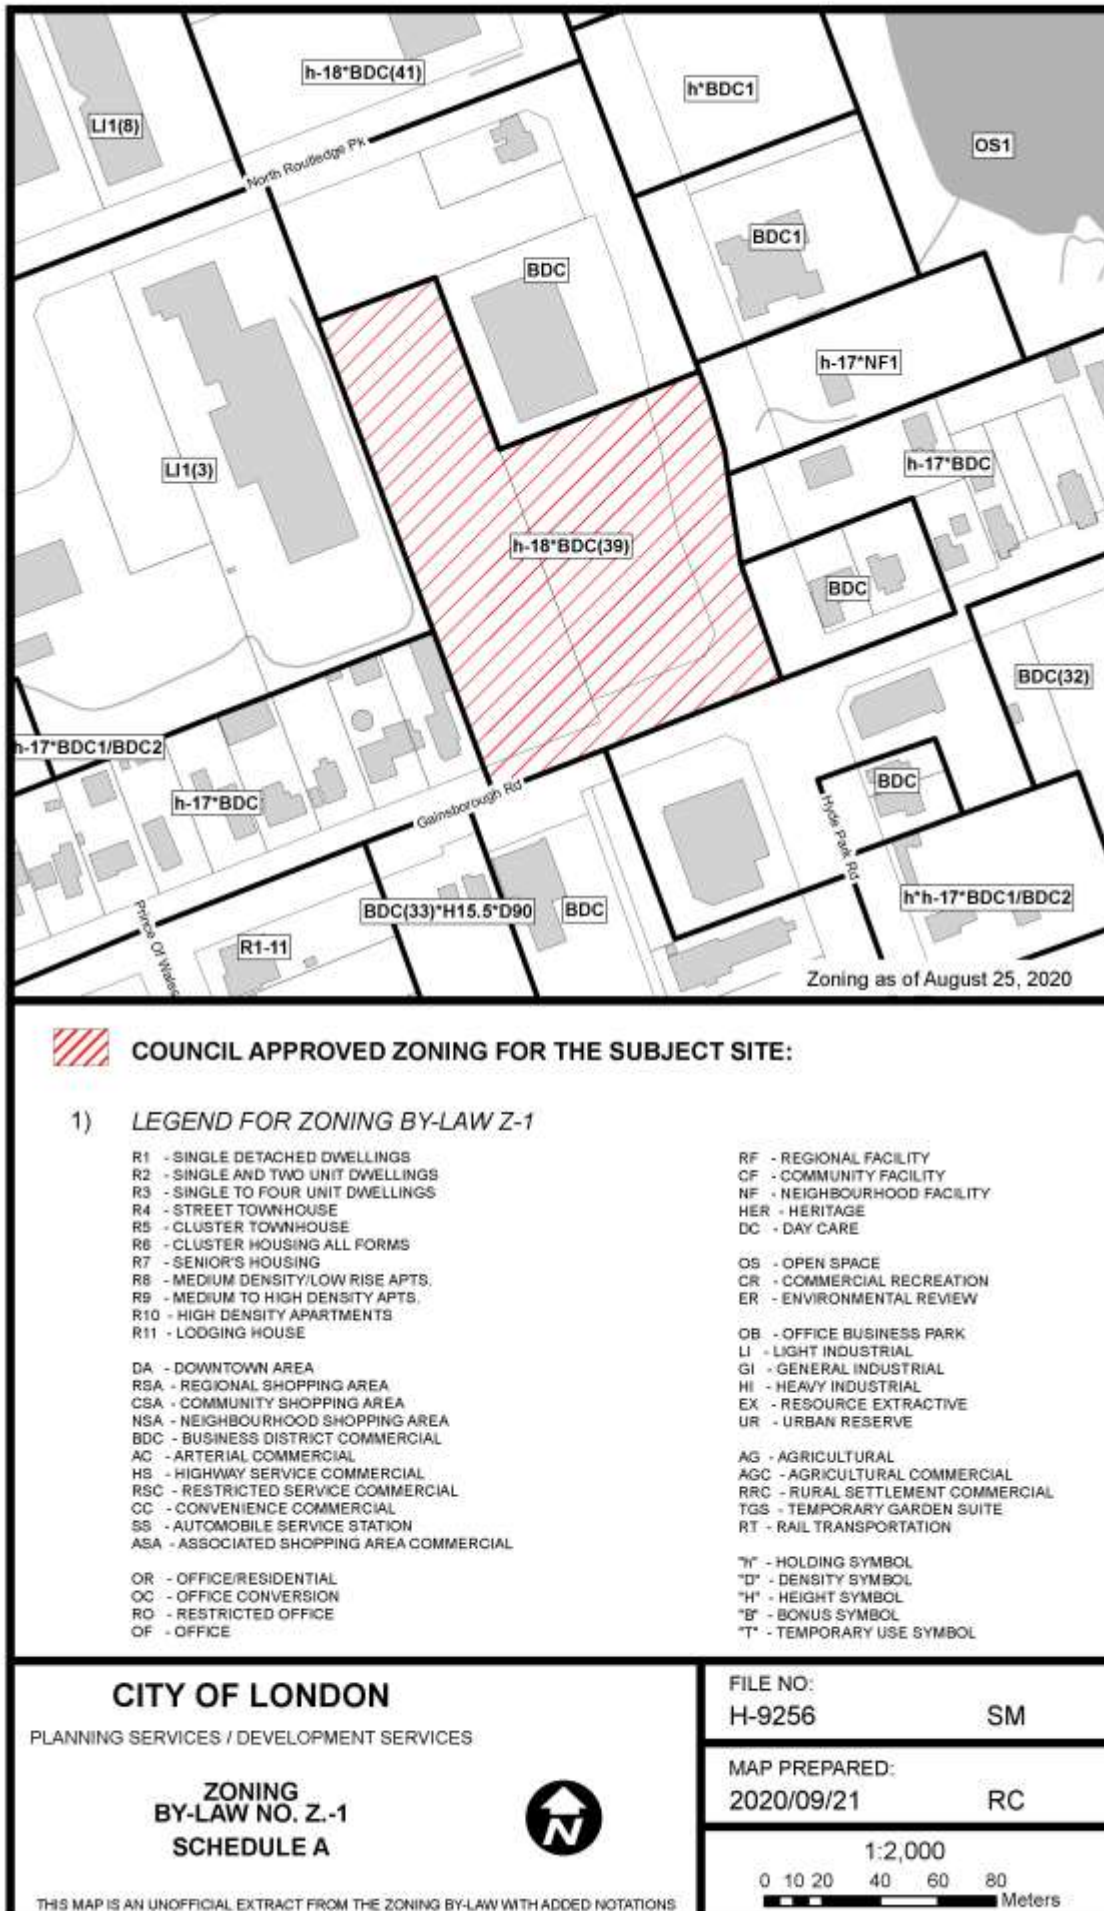 h-18*BDC(41)
h*BDC1
LI1(8)
OS1
North Routledge Pk
BDC1
BDC
h-17*NF1
LI1(3)
h-17*BDC
h-18*BDC(39)
BDC
BDC(32)
h-17*BDC1/BDC2
h-17*BDC
Gainsborough Rd
BDC
Hyde Park Rd
h*h-17*BDC1/BDC2
BDC(33)*H15.5*D90
BDC
Prince Of Wales
R1-11
Zoning as of August 25, 2020
COUNCIL APPROVED ZONING FOR THE SUBJECT SITE:
1) LEGEND FOR ZONING BY-LAW Z-1
R1 - SINGLE DETACHED DWELLINGS
R2 - SINGLE AND TWO UNIT DWELLINGS
R3 - SINGLE TO FOUR UNIT DWELLINGS
R4 - STREET TOWNHOUSE
R5 - CLUSTER TOWNHOUSE
R6 - CLUSTER HOUSING ALL FORMS
R7 - SENIOR'S HOUSING
R8 - MEDIUM DENSITY/LOW RISE APTS.
R9 - MEDIUM TO HIGH DENSITY APTS.
R10 - HIGH DENSITY APARTMENTS
R11 - LODGING HOUSE
DA - DOWNTOWN AREA
RSA - REGIONAL SHOPPING AREA
CSA - COMMUNITY SHOPPING AREA
NSA - NEIGHBOURHOOD SHOPPING AREA
BDC - BUSINESS DISTRICT COMMERCIAL
AC - ARTERIAL COMMERCIAL
HS - HIGHWAY SERVICE COMMERCIAL
RSC - RESTRICTED SERVICE COMMERCIAL
CC - CONVENIENCE COMMERCIAL
SS - AUTOMOBILE SERVICE STATION
ASA - ASSOCIATED SHOPPING AREA COMMERCIAL
OR - OFFICE/RESIDENTIAL
OC - OFFICE CONVERSION
RO - RESTRICTED OFFICE
OF - OFFICE
RF - REGIONAL FACILITY
CF - COMMUNITY FACILITY
NF - NEIGHBOURHOOD FACILITY
HER - HERITAGE
DC - DAY CARE
OS - OPEN SPACE
CR - COMMERCIAL RECREATION
ER - ENVIRONMENTAL REVIEW
OB - OFFICE BUSINESS PARK
LI - LIGHT INDUSTRIAL
GI - GENERAL INDUSTRIAL
HI - HEAVY INDUSTRIAL
EX - RESOURCE EXTRACTIVE
UR - URBAN RESERVE
AG - AGRICULTURAL
AGC - AGRICULTURAL COMMERCIAL
RRC - RURAL SETTLEMENT COMMERCIAL
TGS - TEMPORARY GARDEN SUITE
RT - RAIL TRANSPORTATION
"h" - HOLDING SYMBOL
"D" - DENSITY SYMBOL
"H" - HEIGHT SYMBOL
"B" - BONUS SYMBOL
"T" - TEMPORARY USE SYMBOL
CITY OF LONDON
PLANNING SERVICES / DEVELOPMENT SERVICES
ZONING
BY-LAW NO. Z.-1
SCHEDULE A
N
THIS MAP IS AN UNOFFICIAL EXTRACT FROM THE ZONING BY-LAW WITH ADDED NOTATIONS
FILE NO:
H-9256 SM
MAP PREPARED:
2020/09/21 RC
1:2,000
0 10 20 40 60 80
Meters